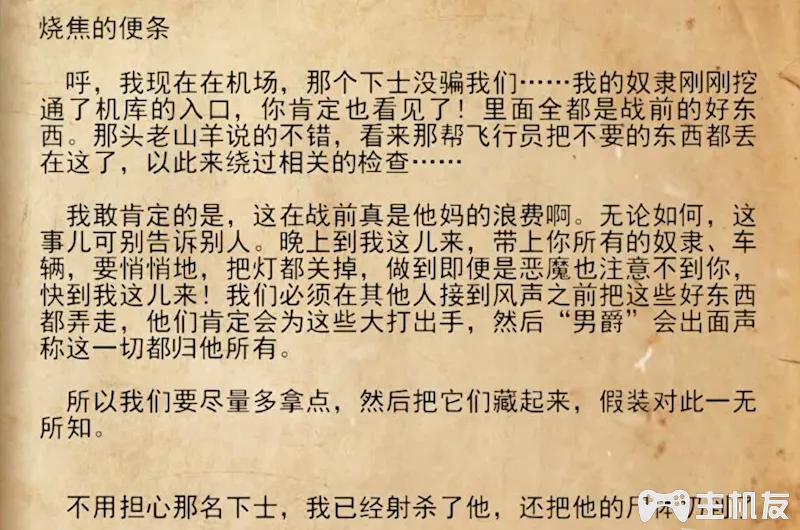 烧焦的便条
呼，我现在在机场，那个下士没骗我们……我的奴隶刚刚挖
通了机库的入口，你肯定也看见了！里面全都是战前的好东
西。那头老山羊说的不错，看来那帮飞行员把不要的东西都丢
在这了，以此来绕过相关的检查……
我敢肯定的是，这在战前真是他妈的浪费啊。无论如何，这
事儿可别告诉别人。晚上到我这儿来，带上你所有的奴隶、车
辆，要悄悄地，把灯都关掉，做到即便是恶魔也注意不到你，
快到我这儿来！我们必须在其他人接到风声之前把这些好东西
都弄走，他们肯定会为这些大打出手，然后“男爵”会出面声
称这一切都归他所有。
所以我们要尽量多拿点，然后把它们藏起来，假装对此一无
所知。
不用担心那名下士，我已经射杀了他，还把他的尸体扔到了
主机友